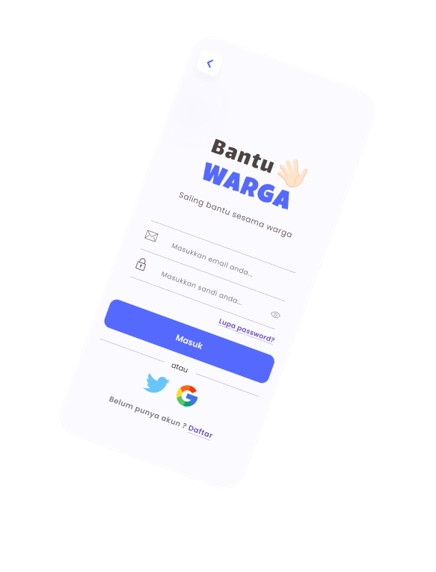 Bantu
WARGA
Saling bantu sesama warga
Masukkan email anda...
Masukkan sandi anda...
Lupa password?
Masuk
atau
Belum punya akun ? Daftar